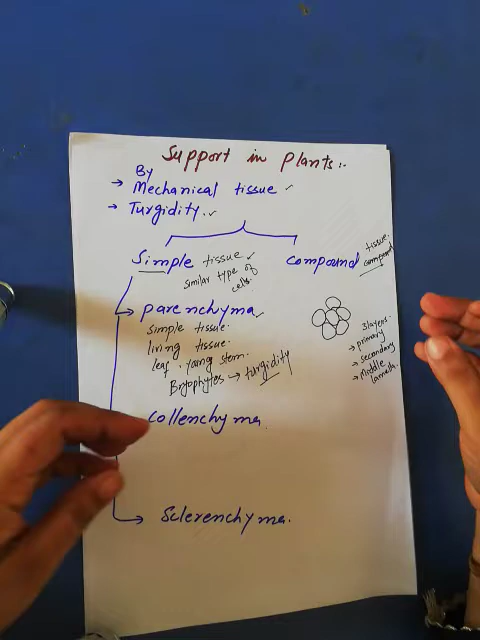 Support in Plants:-
By
→ Mechanical tissue ✓
→ Turgidity ✓
Simple tissue ✓
similar type of
cells.
Compound tissue
compound
→ Parenchyma ✓
simple tissue.
living tissue.
leaf . young stem.
Bryophytes → turgidity
3 layers.
→ primary
→ secondary
→ Middle
lamella
Collenchyma
→ Sclerenchyma.